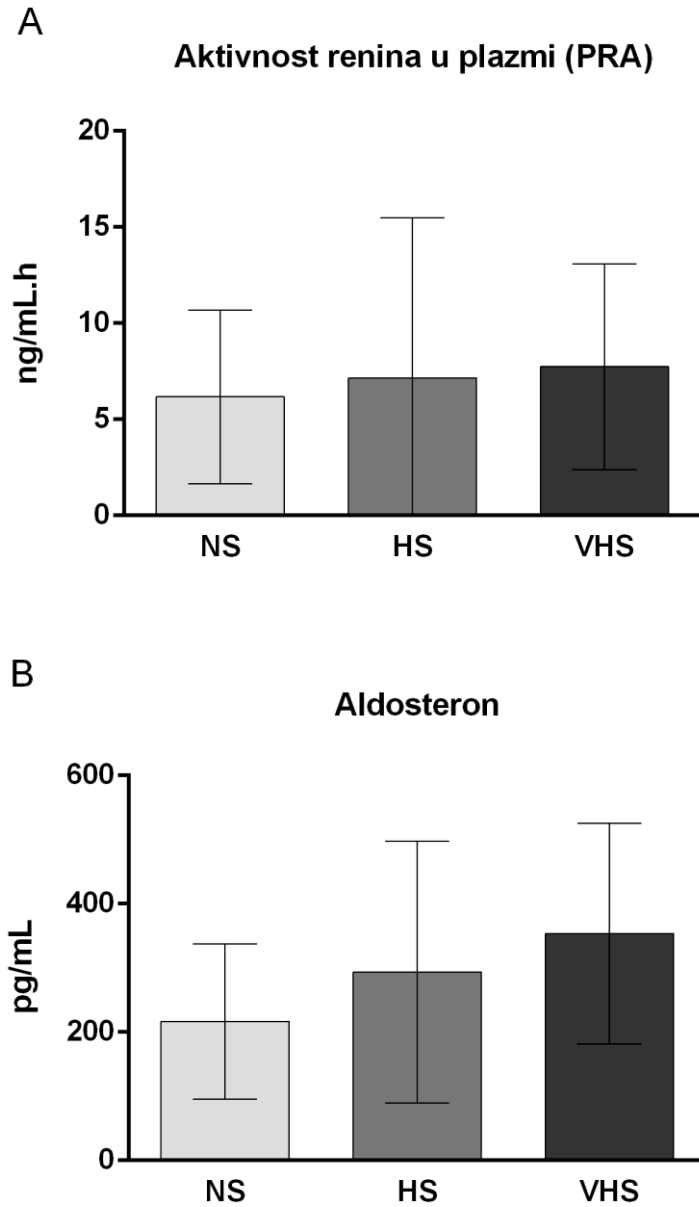 A
Aktivnost renina u plazmi (PRA)
20
15
10
5
0
ng/mL.h
NS HS VHS
B
Aldosteron
600
400
200
0
pg/mL
NS HS VHS